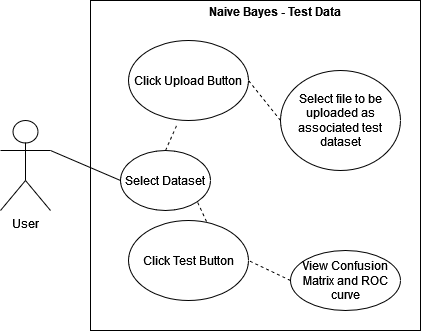 Naive Bayes - Test Data
Click Upload Button
Select file to be
uploaded as
associated test
dataset
Select Dataset
User
Click Test Button
View Confusion
Matrix and ROC
curve